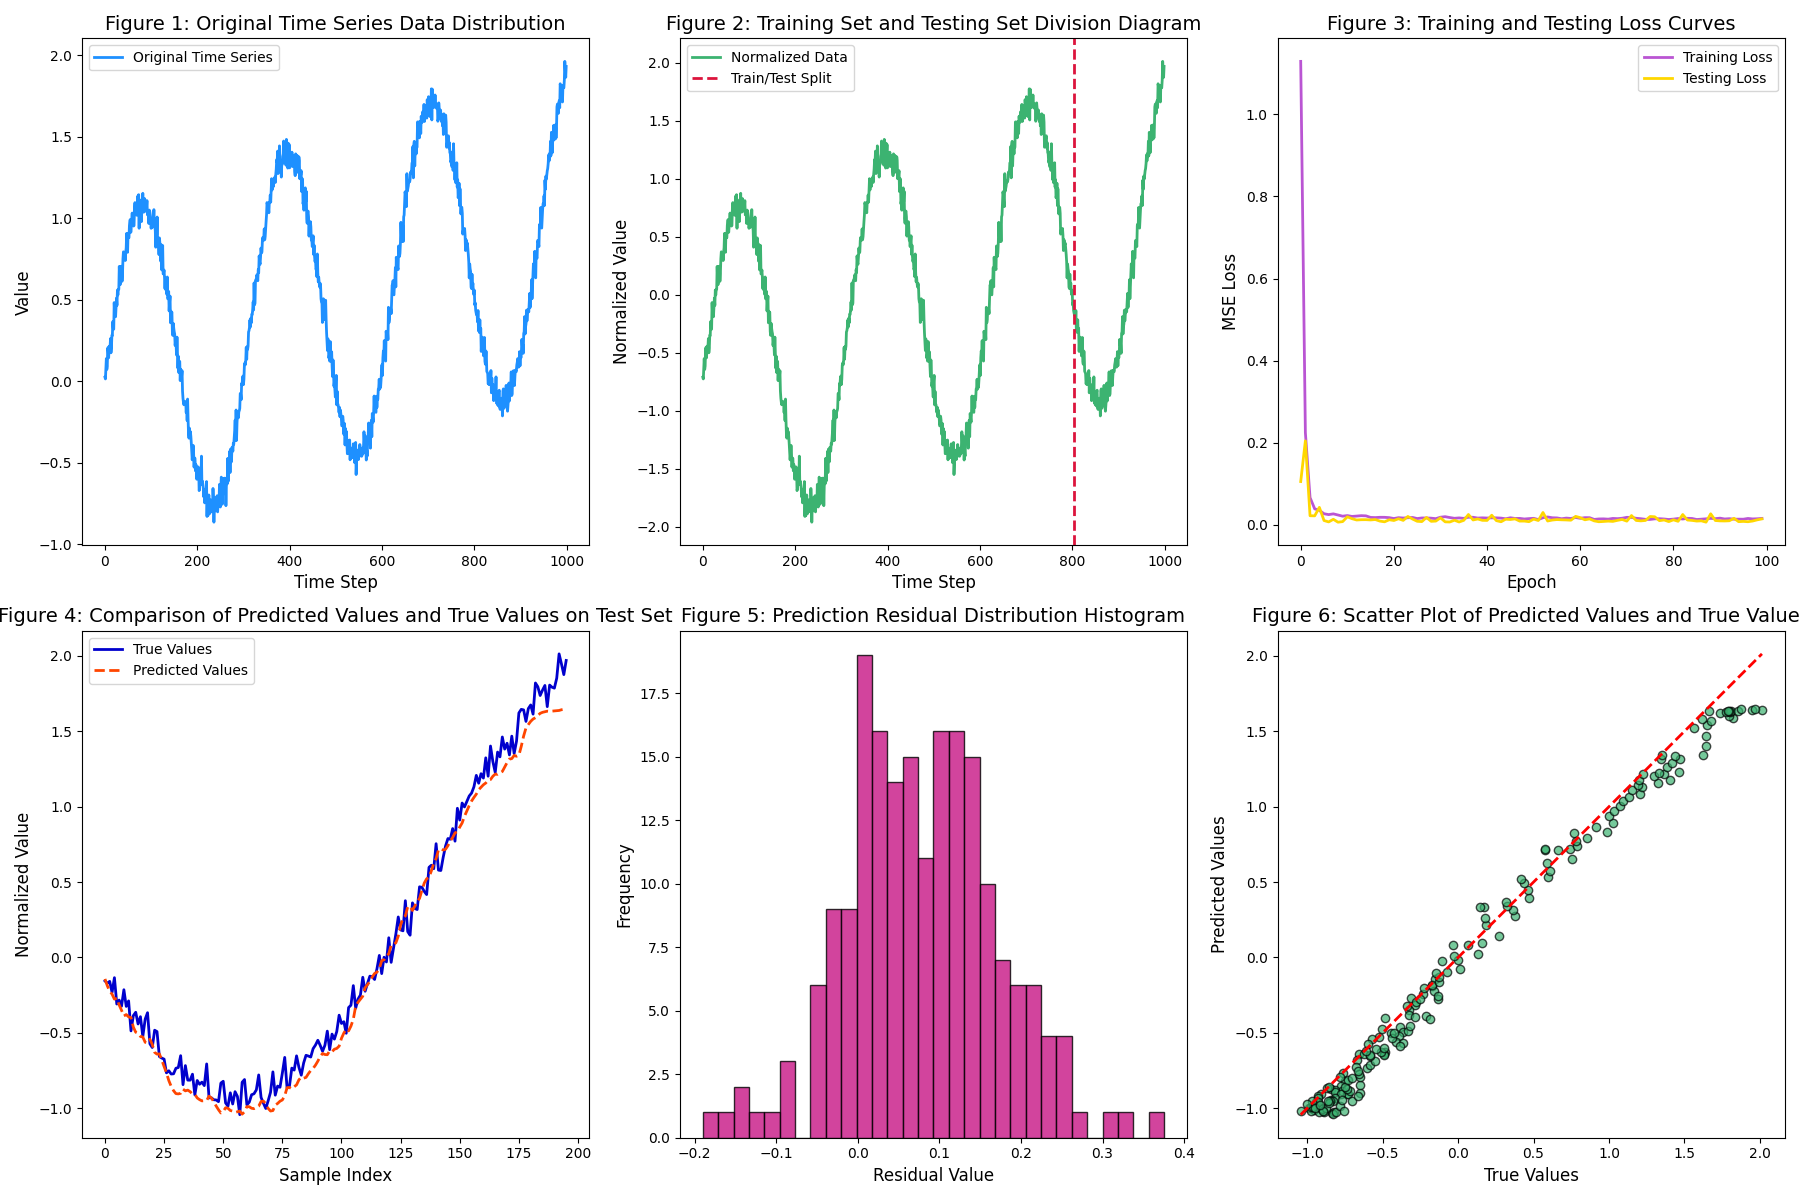 Figure 1: Original Time Series Data Distribution
Original Time Series
2.0
1.5
1.0
0.5
0.0
−0.5
−1.0
Value
0 200 400 600 800 1000
Time Step
Figure 2: Training Set and Testing Set Division Diagram
Normalized Data
Train/Test Split
2.0
1.5
1.0
0.5
0.0
−0.5
−1.0
−1.5
−2.0
Normalized Value
0 200 400 600 800 1000
Time Step
Figure 3: Training and Testing Loss Curves
Training Loss
Testing Loss
1.0
0.8
0.6
0.4
0.2
0.0
MSE Loss
0 20 40 60 80 100
Epoch
Figure 4: Comparison of Predicted Values and True Values on Test Set
True Values
Predicted Values
2.0
1.5
1.0
0.5
0.0
−0.5
−1.0
Normalized Value
0 25 50 75 100 125 150 175 200
Sample Index
Figure 5: Prediction Residual Distribution Histogram
17.5
15.0
12.5
10.0
7.5
5.0
2.5
0.0
Frequency
−0.2 −0.1 0.0 0.1 0.2 0.3 0.4
Residual Value
Figure 6: Scatter Plot of Predicted Values and True Value
2.0
1.5
1.0
0.5
0.0
−0.5
−1.0
Predicted Values
−1.0 −0.5 0.0 0.5 1.0 1.5 2.0
True Values